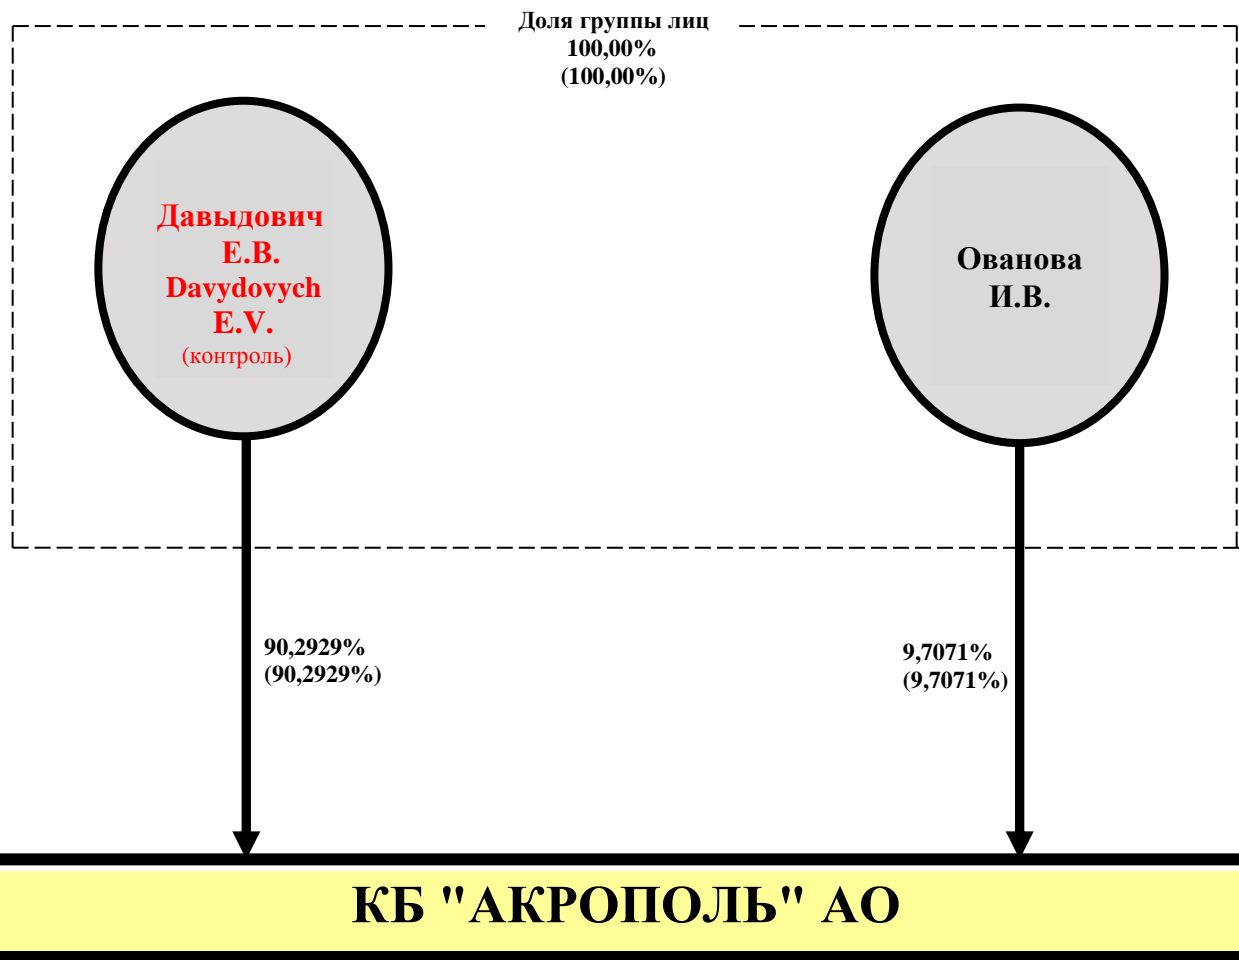 Доля группы лиц
100,00%
(100,00%)
Давыдович
Е.В.
Davydovych
E.V.
(контроль)
Ованова
И.В.
90,2929%
(90,2929%)
9,7071%
(9,7071%)
КБ "АКРОПОЛЬ" АО